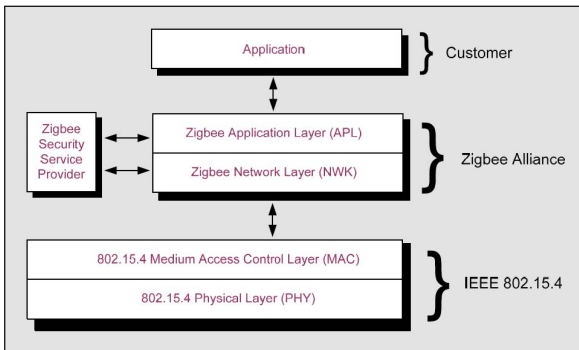 Application
Customer
Zigbee
Security
Service
Provider
Zigbee Application Layer (APL)
Zigbee Network Layer (NWK)
Zigbee Alliance
802.15.4 Medium Access Control Layer (MAC)
802.15.4 Physical Layer (PHY)
IEEE 802.15.4